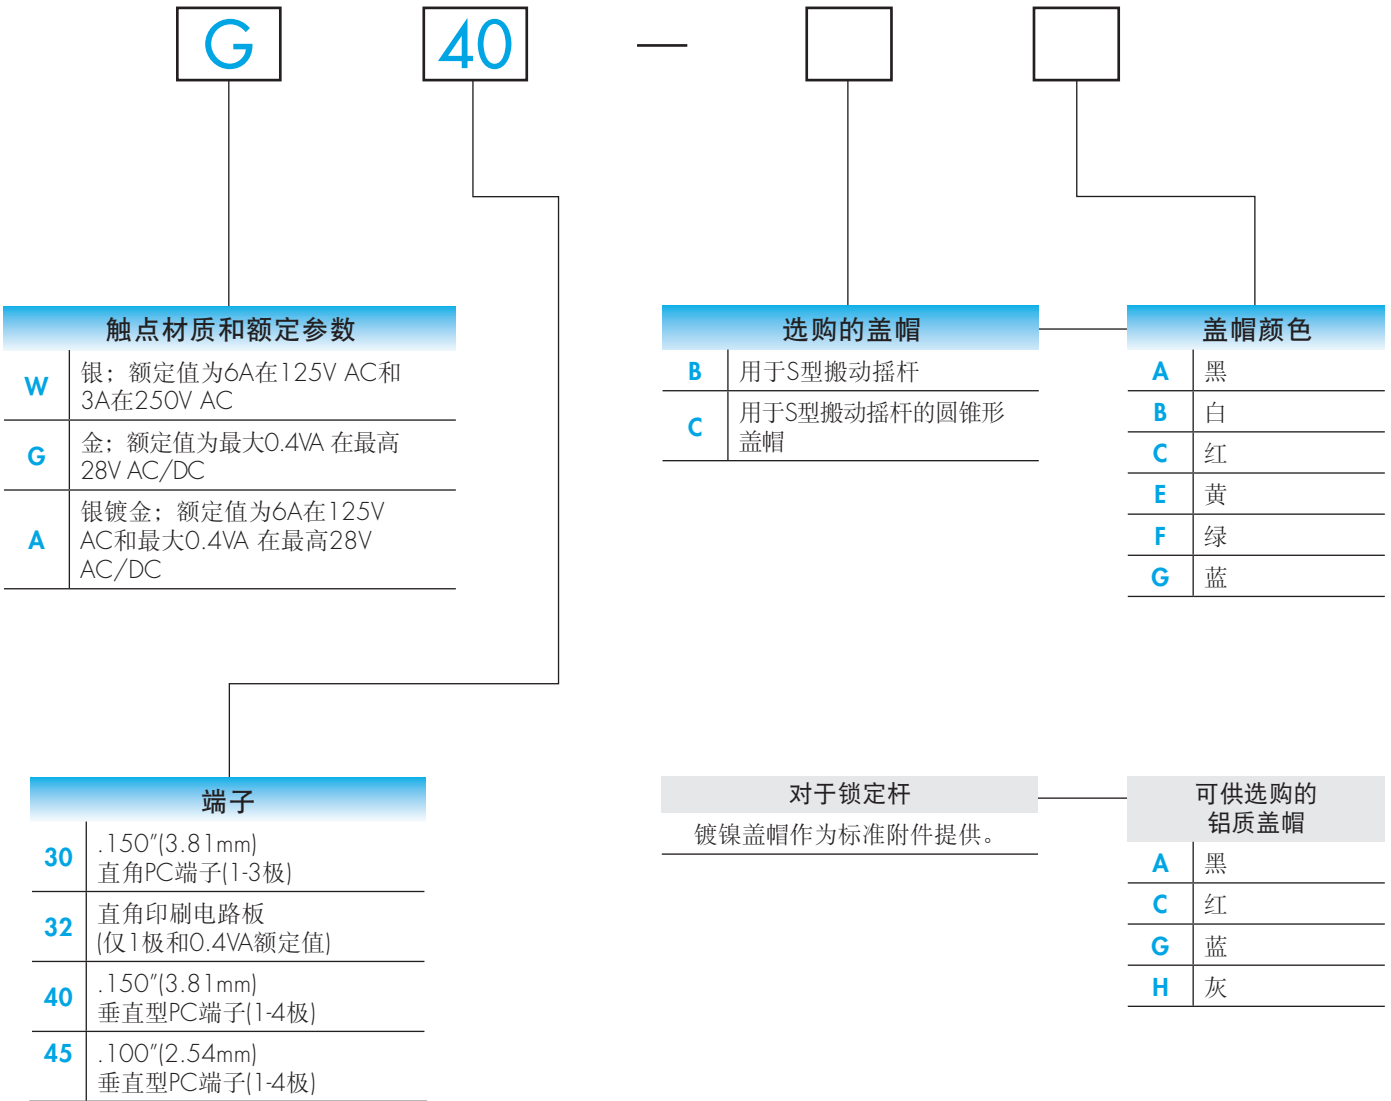 G 40 —
触点材质和额定参数
W 银；额定值为6A在125V AC和
3A在250V AC
G 金；额定值为最大0.4VA 在最高
28V AC/DC
A 银镀金；额定值为6A在125V
AC和最大0.4VA 在最高28V
AC/DC
选购的盖帽
B 用于S型搬动摇杆
C 用于S型搬动摇杆的圆锥形
盖帽
盖帽颜色
A 黑
B 白
C 红
E 黄
F 绿
G 蓝
端子
30 .150"(3.81mm)
直角PC端子(1-3极)
32 直角印刷电路板
(仅1极和0.4VA额定值)
40 .150"(3.81mm)
垂直型PC端子(1-4极)
45 .100"(2.54mm)
垂直型PC端子(1-4极)
对于锁定杆
镀镍盖帽作为标准附件提供。
可供选购的
铝质盖帽
A 黑
C 红
G 蓝
H 灰